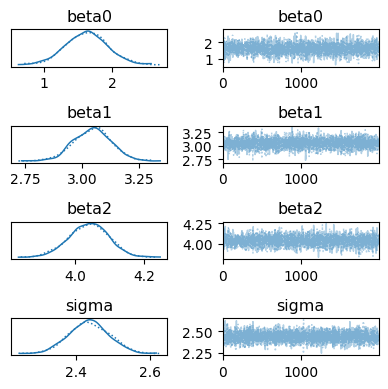 beta0 beta0
2
1
1 2 0 1000
beta1 beta1
3.25
3.00
2.75
2.75 3.00 3.25 0 1000
beta2 beta2
4.25
4.00
4.0 4.2 0 1000
sigma sigma
2.50
2.25
2.4 2.6 0 1000